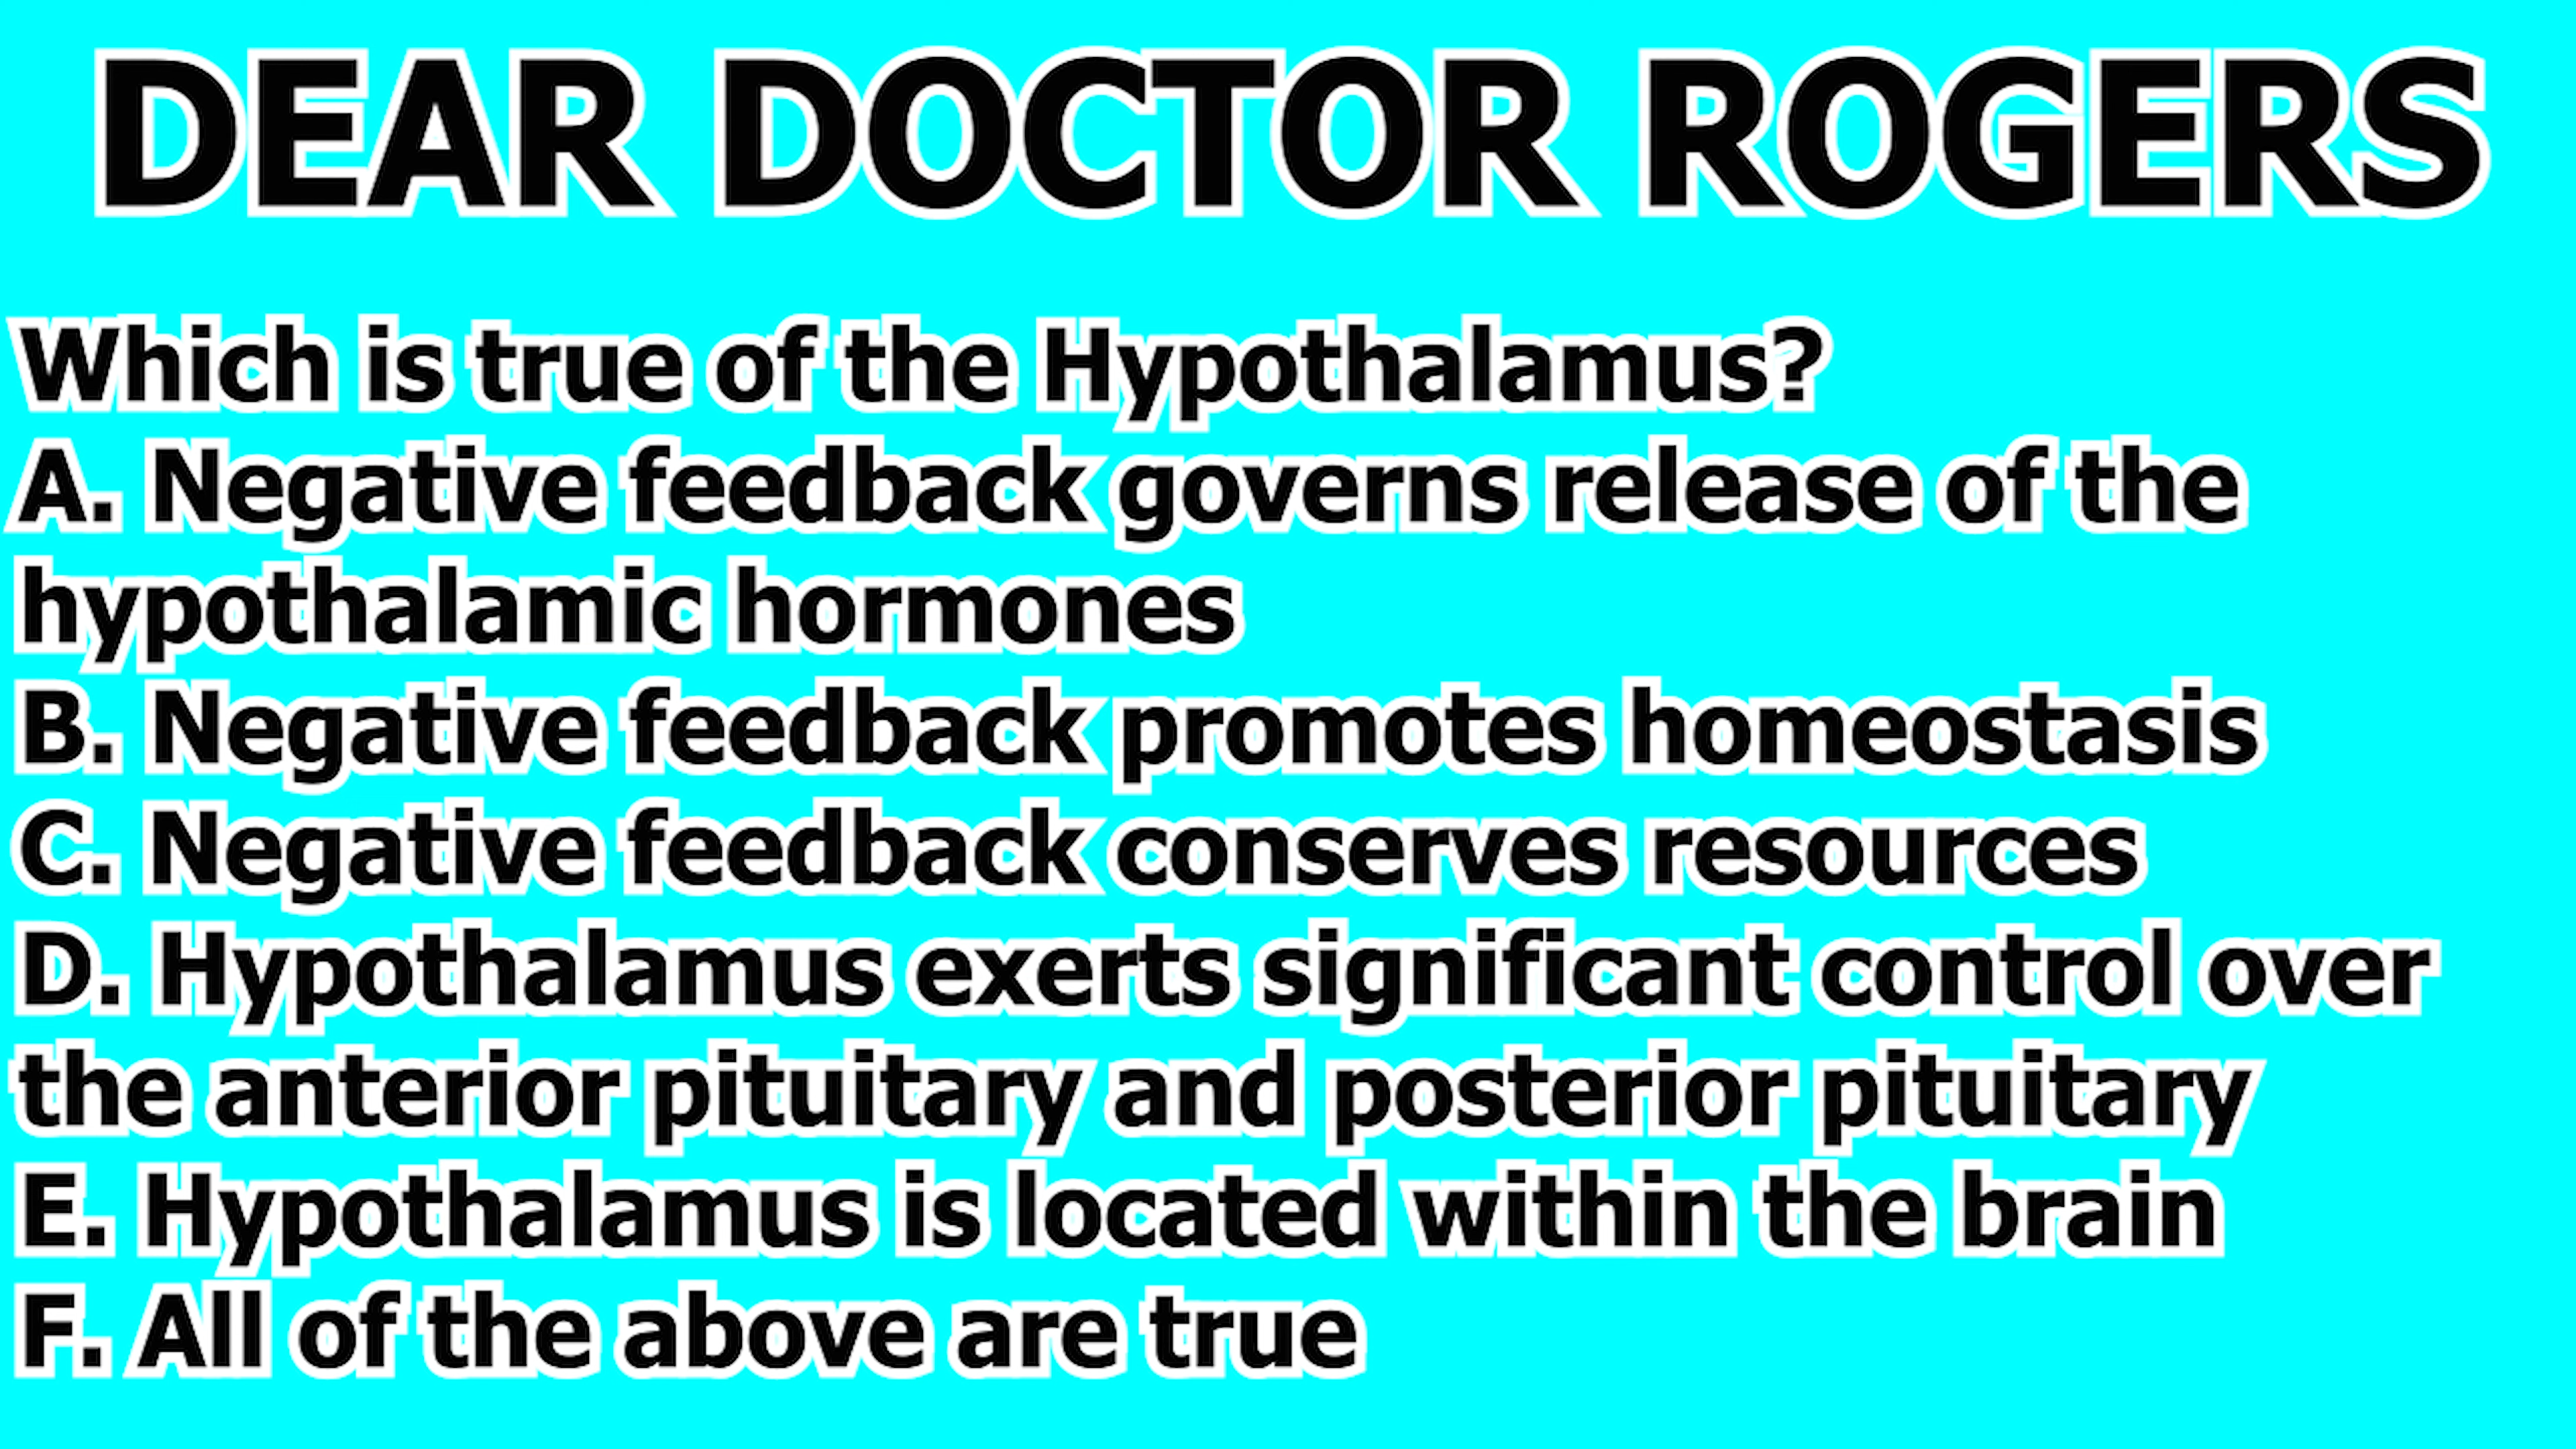 DEAR DOCTOR ROGERS
Which is true of the Hypothalamus?
A. Negative feedback governs release of the
hypothalamic hormones
B. Negative feedback promotes homeostasis
C. Negative feedback conserves resources
D. Hypothalamus exerts significant control over
the anterior pituitary and posterior pituitary
E. Hypothalamus is located within the brain
F. All of the above are true